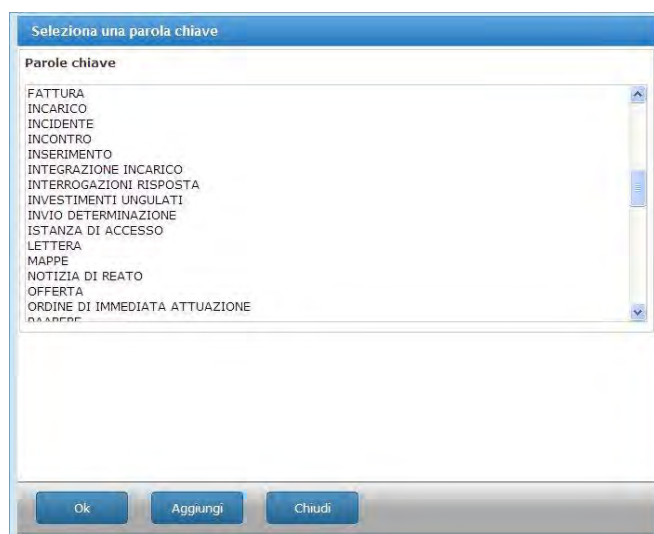 Seleziona una parola chiave
Parole chiave
FATTURA
INCARICO
INCIDENTE
INCONTRO
INSERIMENTO
INTEGRAZIONE INCARICO
INTERROGAZIONI RISPOSTA
INVESTIMENTI UNGULATI
INVIO DETERMINAZIONE
ISTANZA DI ACCESSO
LETTERA
MAPPE
NOTIZIA DI REATO
OFFERTA
ORDINE DI IMMEDIATA ATTUAZIONE
Ok Aggiungi Chiudi